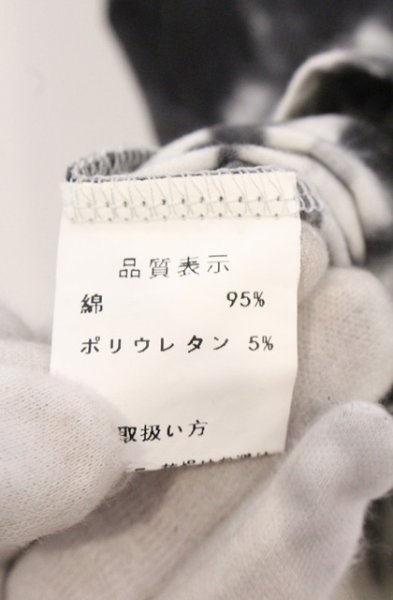 品質表示
綿 95%
ポリウレタン 5%
取扱い方